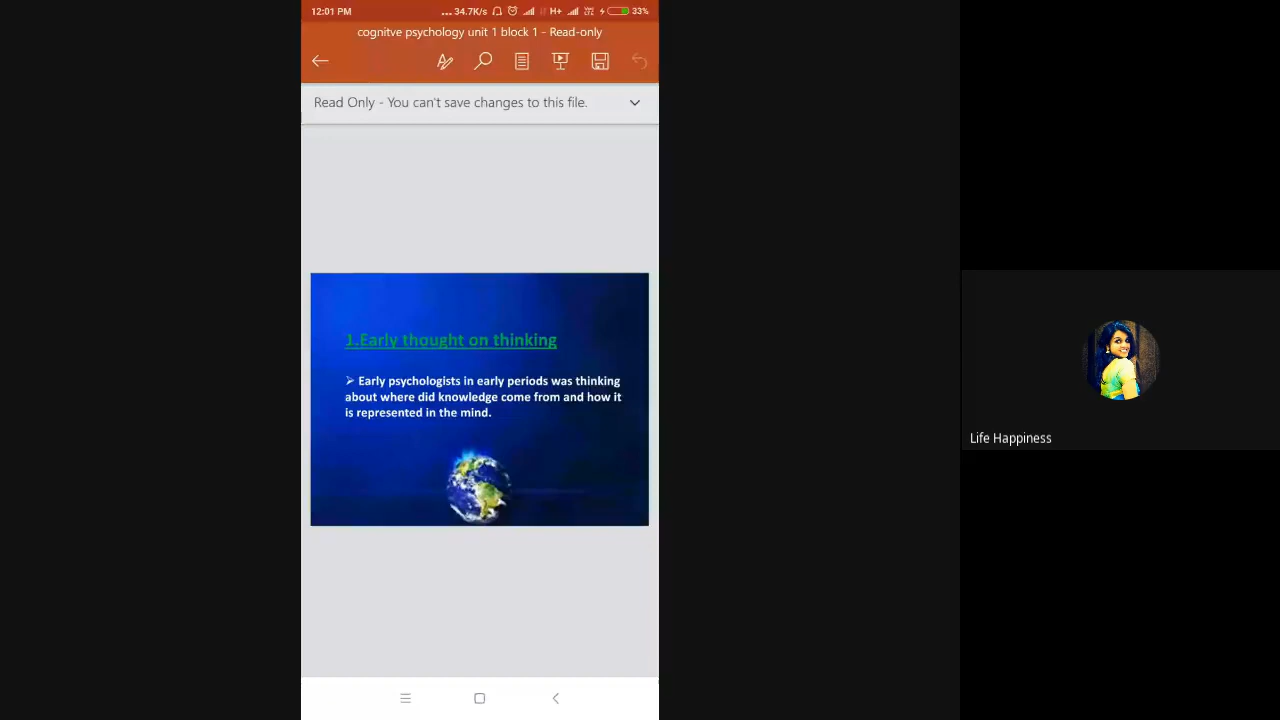 12:01 PM
... 34.7K/s H+ 33%
cognitve psychology unit 1 block 1 - Read-only
Read Only - You can't save changes to this file.
1.Early thought on thinking
➢ Early psychologists in early periods was thinking
about where did knowledge come from and how it
is represented in the mind.
Life Happiness